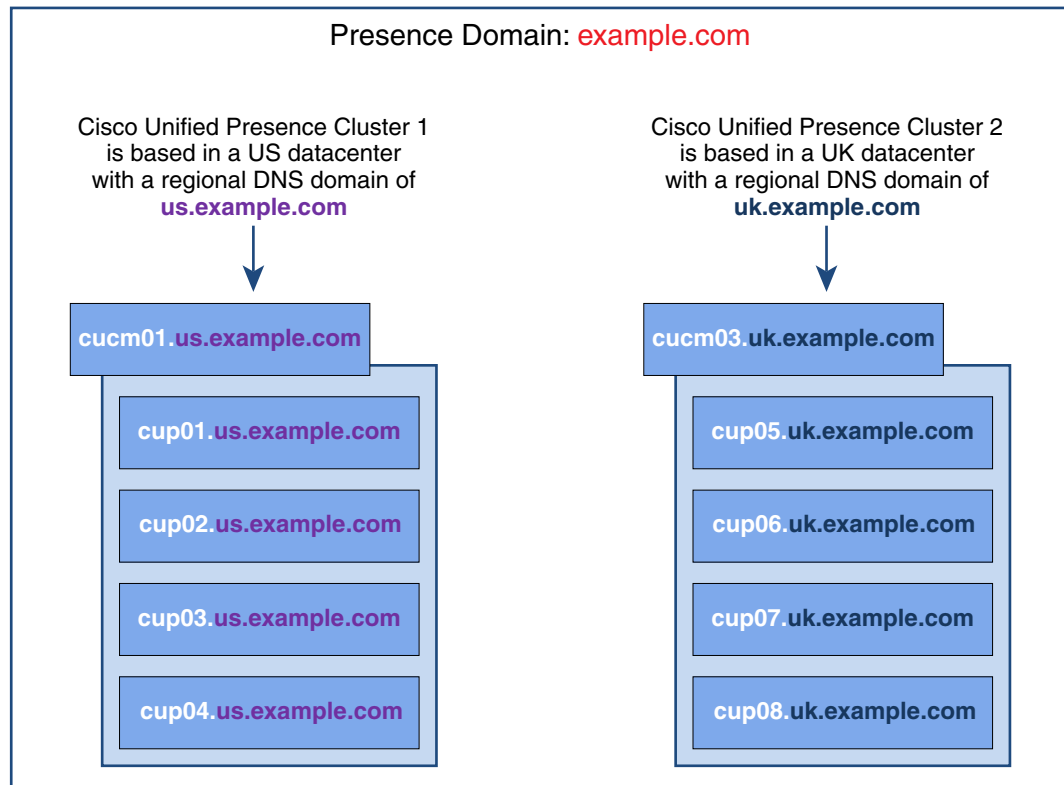 Presence Domain: example.com
Cisco Unified Presence Cluster 1
is based in a US datacenter
with a regional DNS domain of
us.example.com
cucm01.us.example.com
cup01.us.example.com
cup02.us.example.com
cup03.us.example.com
cup04.us.example.com
Cisco Unified Presence Cluster 2
is based in a UK datacenter
with a regional DNS domain of
uk.example.com
cucm03.uk.example.com
cup05.uk.example.com
cup06.uk.example.com
cup07.uk.example.com
cup08.uk.example.com